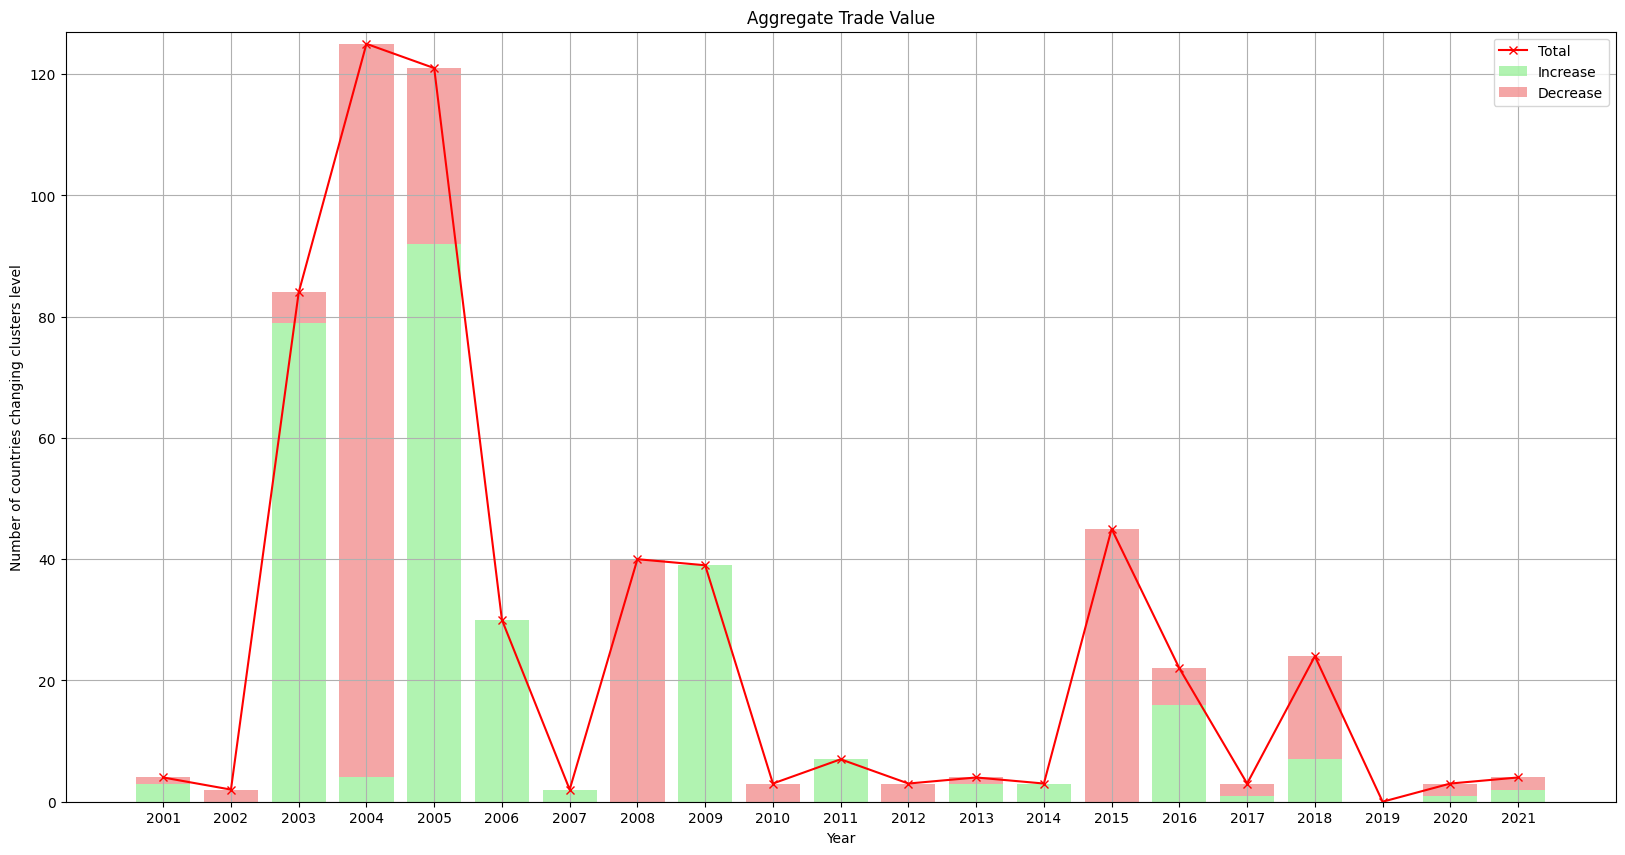 Aggregate Trade Value
Total
Increase
Decrease
Number of countries changing clusters level
120
100
80
60
40
20
0
2001 2002 2003 2004 2005 2006 2007 2008 2009 2010 2011 2012 2013 2014 2015 2016 2017 2018 2019 2020 2021
Year